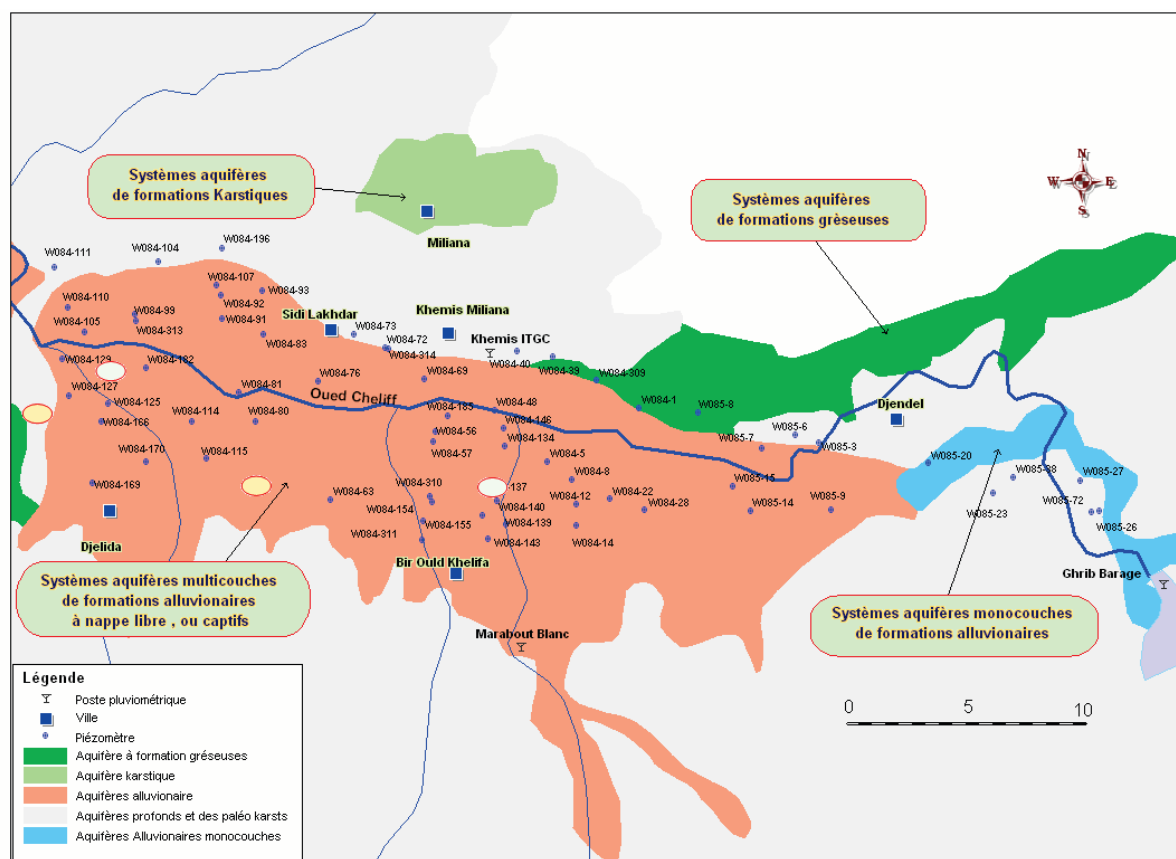 Systèmes aquifères
de formations Karstiques
Systèmes aquifères
de formations grèseuses
N
W E
S
Miliana
W084-111
W084-104
W084-196
W084-107
W084-93
W084-110
W084-92
W084-99
W084-105
W084-313
W084-91
Sidi Lakhdar
Khemis Miliana
W084-83
W084-73
W084-72
Khemis ITGC
W084-314
W084-40
W084-129
W084-182
W084-39
W084-309
W084-76
W084-69
W084-127
W084-81
Oued Cheliff
W084-125
W084-114
W084-80
W084-185
W084-48
W084-1
W085-8
Djendel
W084-166
W084-146
W084-56
W084-134
W085-7
W085-6
W085-3
W084-57
W084-170
W084-115
W084-5
W085-20
W084-8
W085-38
W085-27
W084-169
W084-310
-137
W085-15
W084-63
W084-12
W084-22
W084-28
W085-14
W085-9
W085-23
W085-72
W084-154
W084-140
W084-155
W084-139
W085-26
W084-311
W084-143
W084-14
Djelida
Bir Ould Khelifa
Ghrib Barage
Systèmes aquifères multicouches
de formations alluvionaires
à nappe libre , ou captifs
Systèmes aquifères monocouches
de formations alluvionaires
Marabout Blanc
Légende
Poste pluviométrique
Ville
Piézomètre
Aquifère à formation gréseuses
Aquifère karstique
Aquifères alluvionaire
Aquifères profonds et des paléo karsts
Aquifères Alluvionaires monocouches
0 5 10